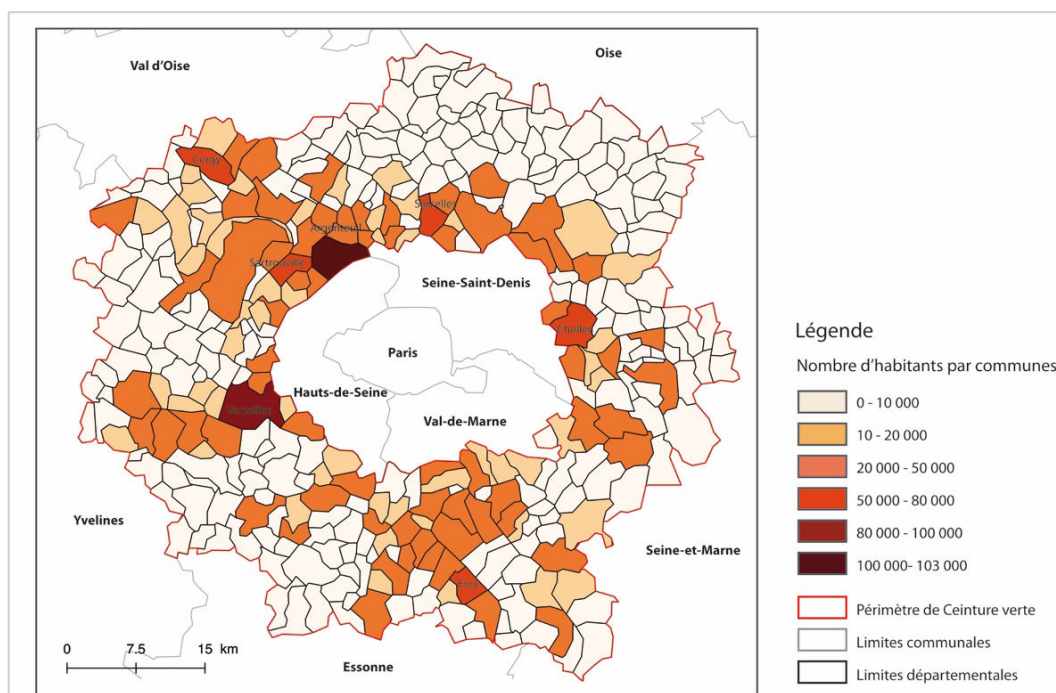 Oise
Val d'Oise
Cergy
Sarcelles
Argenteuil
Sartrouville
Seine-Saint-Denis
Chelles
Paris
Hauts-de-Seine
Versailles
Val-de-Marne
Yvelines
Seine-et-Marne
Evry
Essonne
0 7.5 15 km
Légende
Nombre d'habitants par communes
0 - 10 000
10 - 20 000
20 000 - 50 000
50 000 - 80 000
80 000 - 100 000
100 000- 103 000
Périmètre de Ceinture verte
Limites communales
Limites départementales